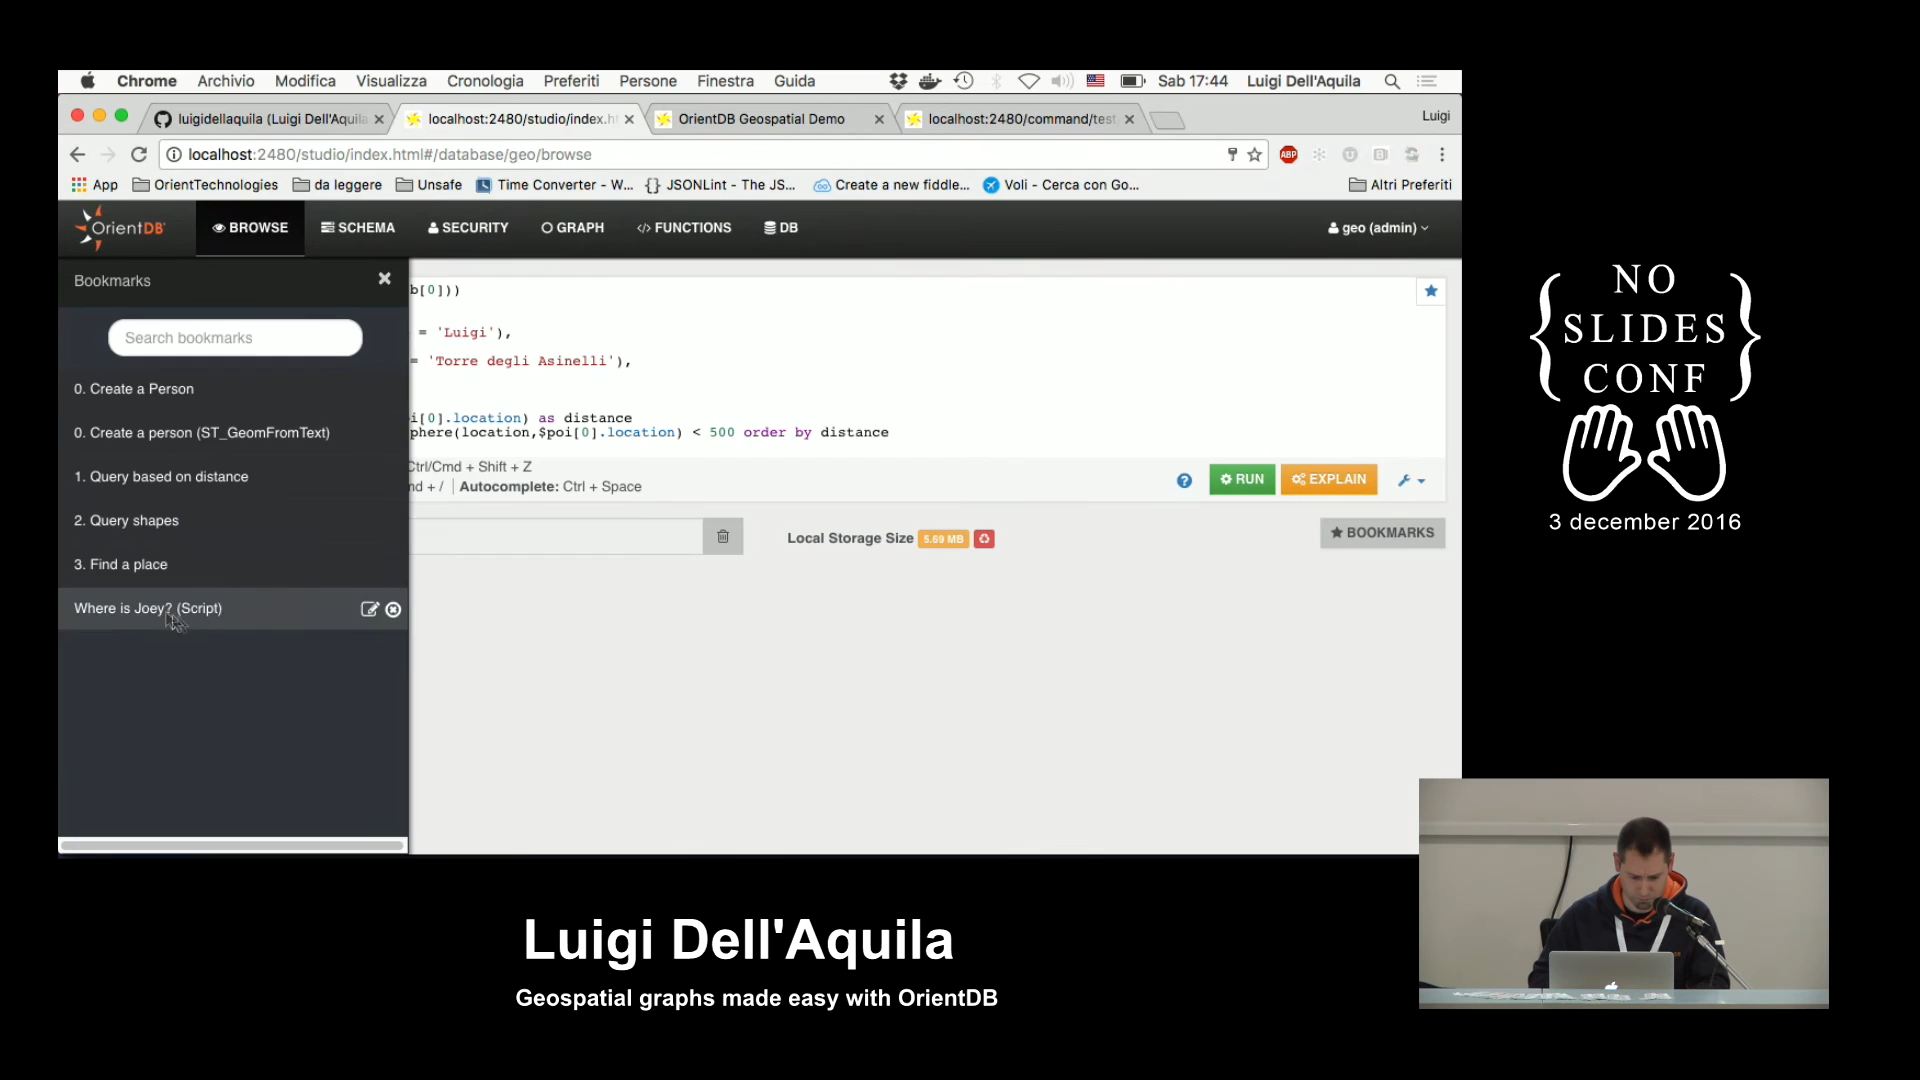 Chrome Archivio Modifica Visualizza Cronologia Preferiti Persone Finestra Guida Sab 17:44 Luigi Dell'Aquila
luigidellaquila (Luigi Dell'Aquila localhost:2480/studio/index.h OrientDB Geospatial Demo localhost:2480/command/test Luigi
localhost:2480/studio/index.html#/database/geo/browse ABP
App OrientTechnologies da leggere Unsafe Time Converter - W... JSONLint - The JS... Create a new fiddle... Voli - Cerca con Go... Altri Preferiti
OrientDB BROWSE SCHEMA SECURITY GRAPH FUNCTIONS DB geo (admin)
Bookmarks
Search bookmarks
0. Create a Person
0. Create a person (ST_GeomFromText)
1. Query based on distance
2. Query shapes
3. Find a place
Where is Joey? (Script)
b[0]))
= 'Luigi'),
= 'Torre degli Asinelli'),
i[0].location) as distance
phere(location,$poi[0].location) < 500 order by distance
Ctrl/Cmd + Shift + Z
nd + / Autocomplete: Ctrl + Space
RUN EXPLAIN
Local Storage Size 5.69 MB BOOKMARKS
NO
SLIDES
CONF
3 december 2016
Luigi Dell'Aquila
Geospatial graphs made easy with OrientDB